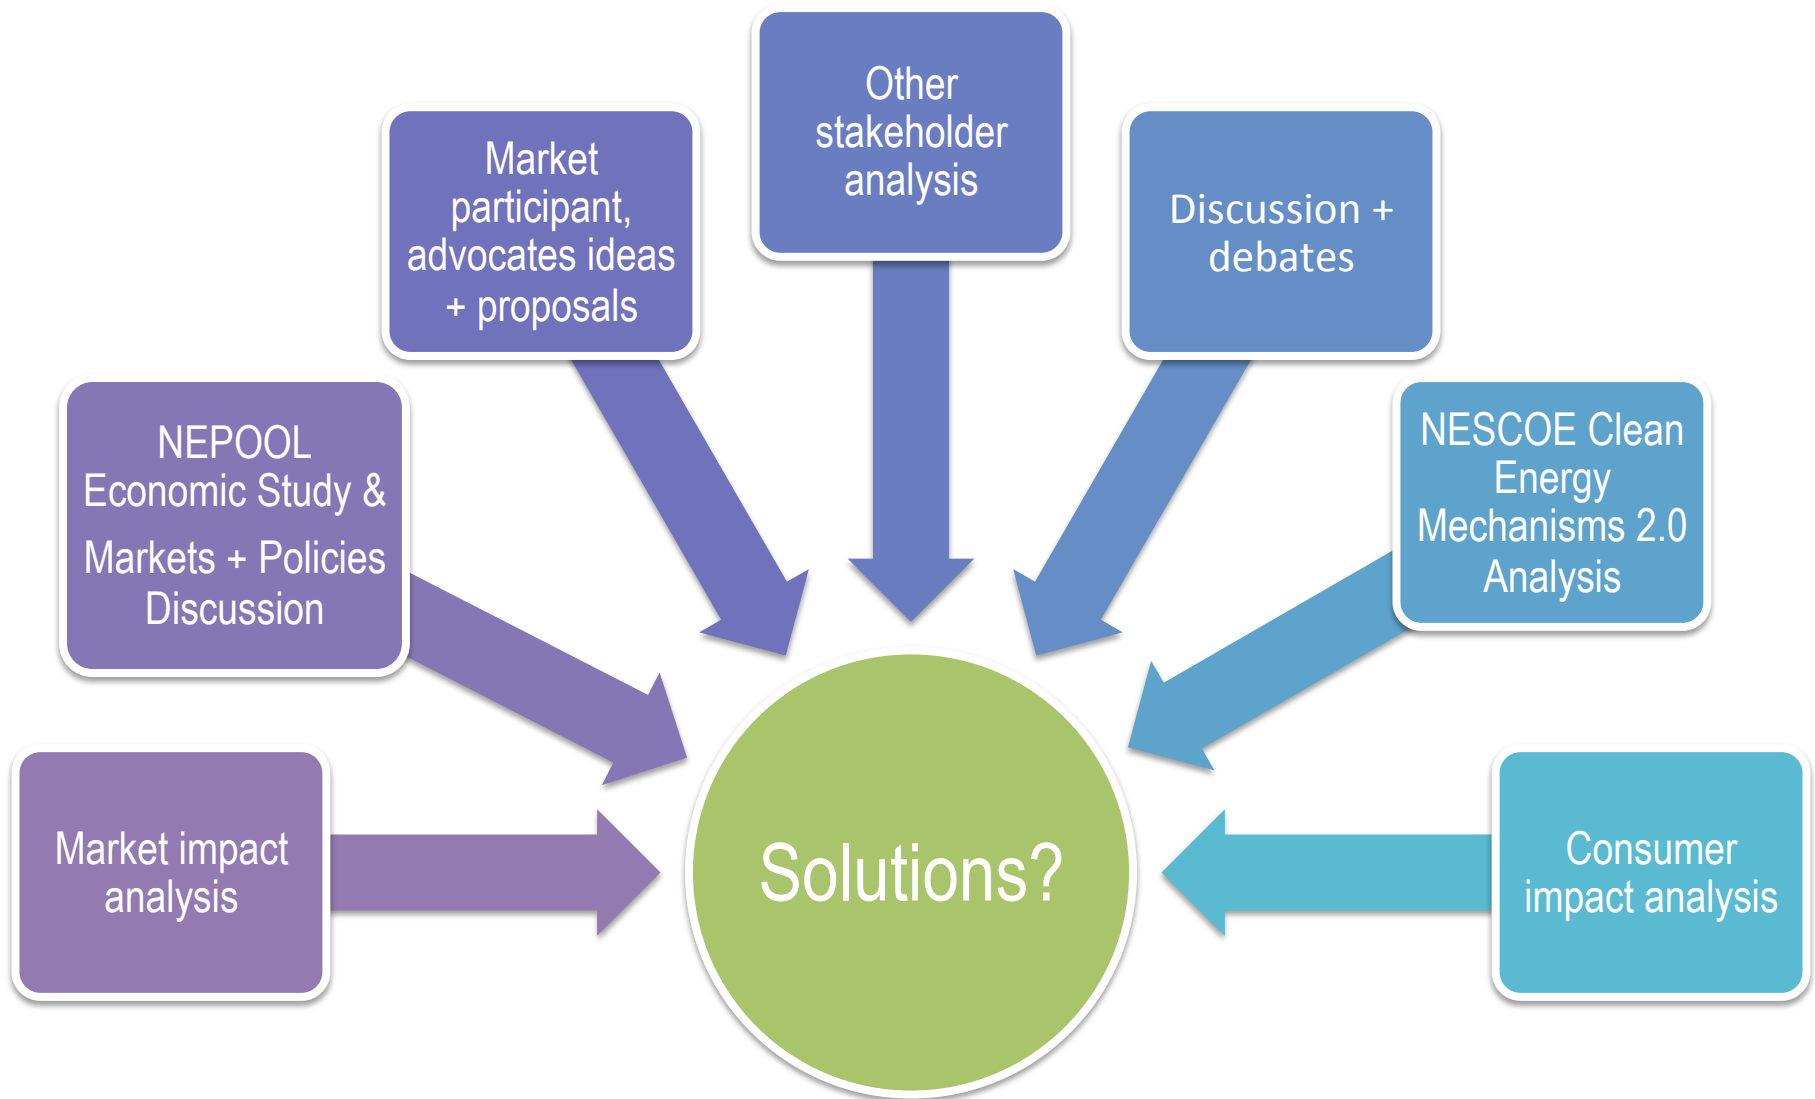 Market impact
analysis
NEPOOL
Economic Study &
Markets + Policies
Discussion
Market
participant,
advocates ideas
+ proposals
Other
stakeholder
analysis
Discussion +
debates
NESCOE Clean
Energy
Mechanisms 2.0
Analysis
Consumer
impact analysis
Solutions?